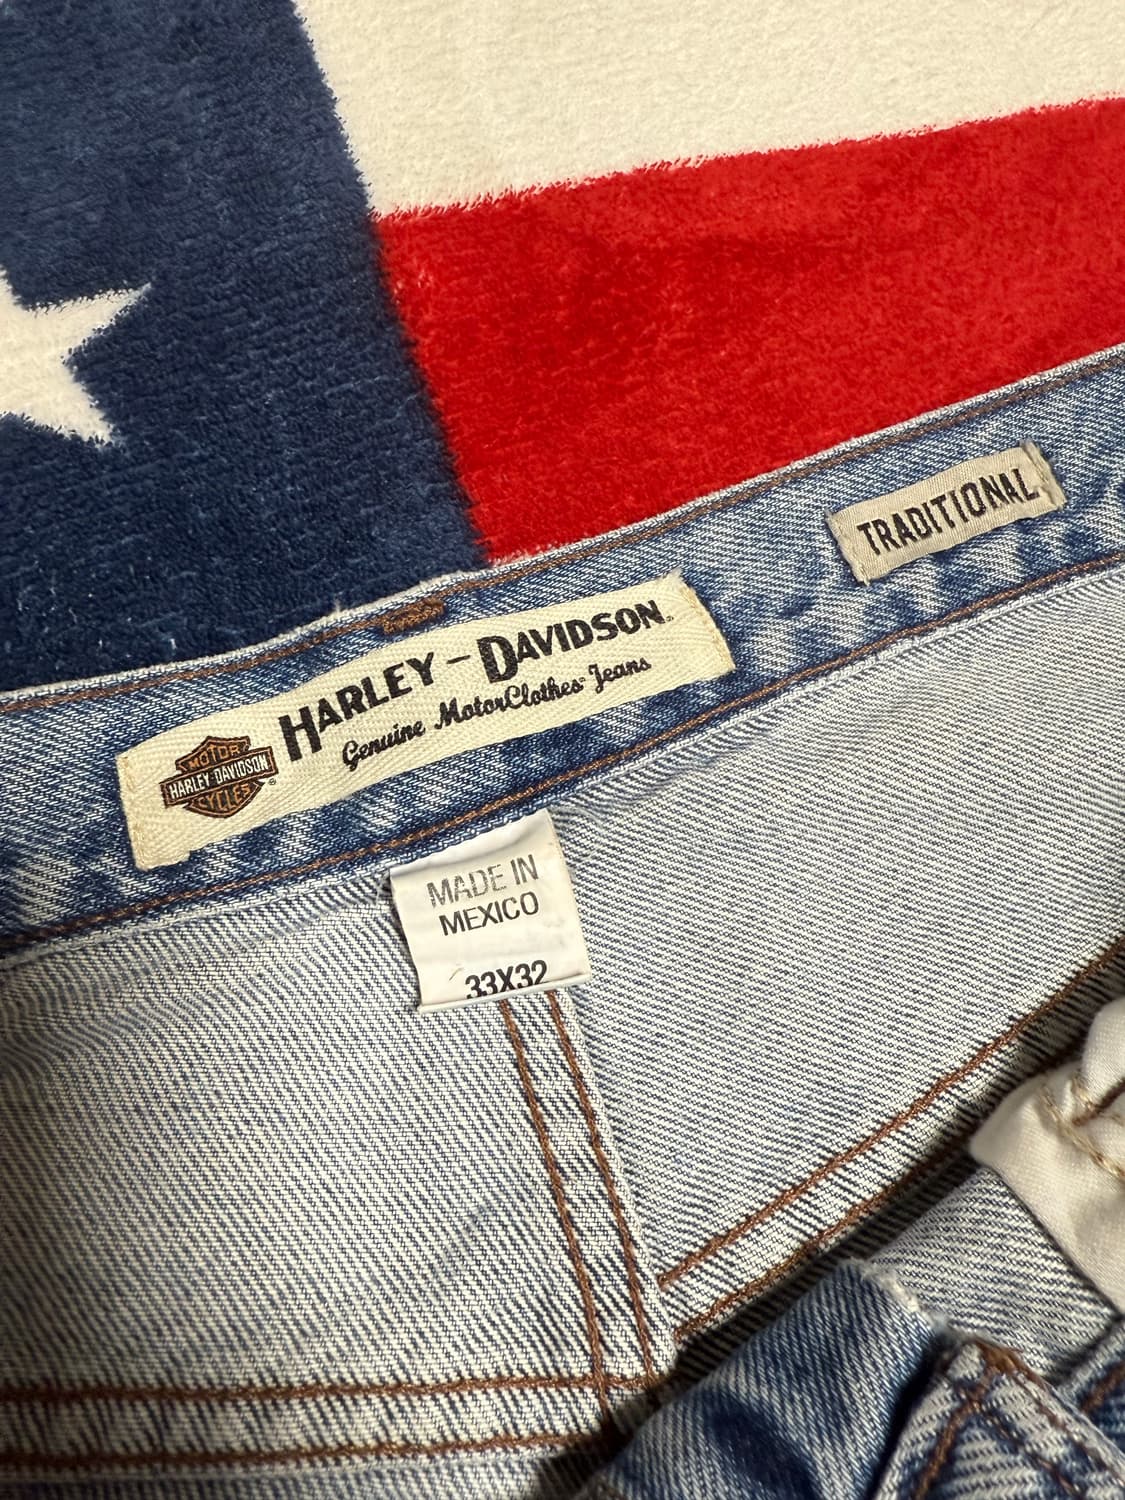 TRADITIONAL
HARLEY-DAVIDSON
Genuine MotorClothes® Jeans
MOTOR
HARLEY-DAVIDSON
CYCLES
MADE IN
MEXICO
33X32